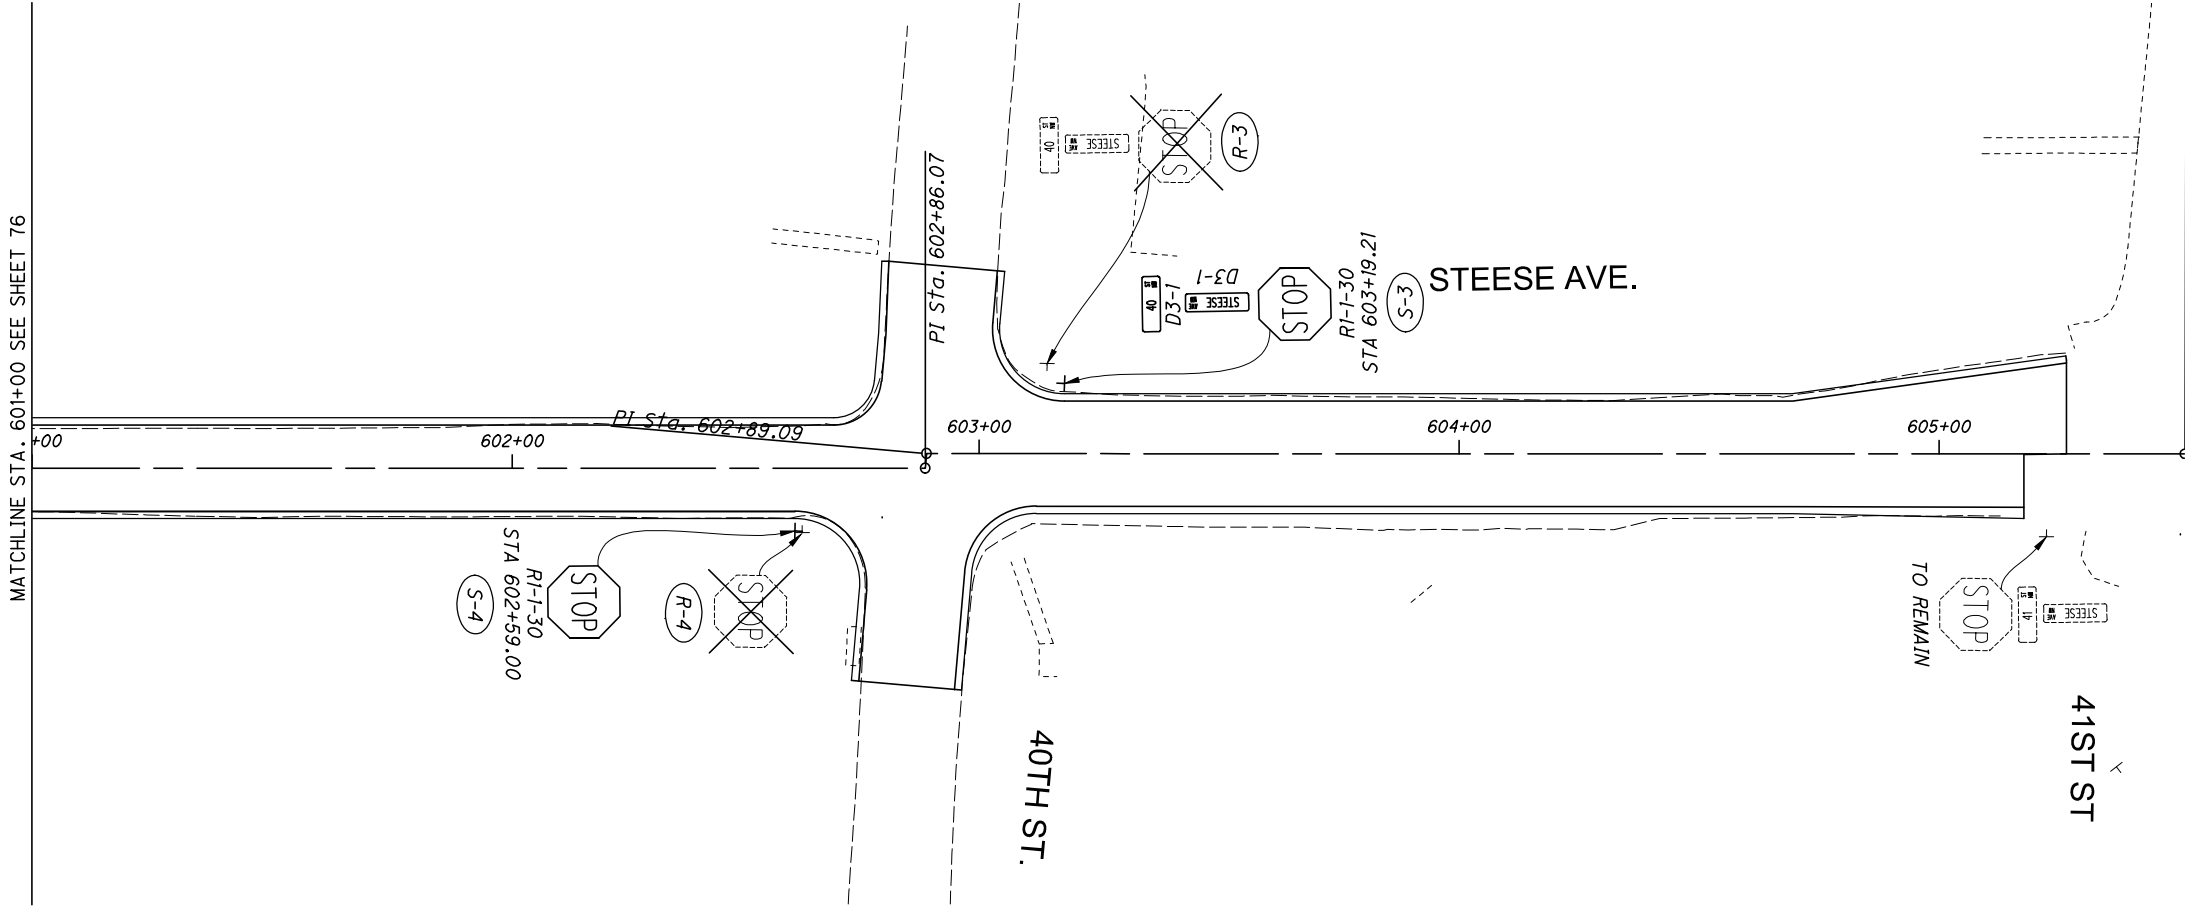 MATCHLINE STA. 601+00 SEE SHEET 76
+00
602+00
603+00
604+00
605+00
PI Sta. 602+86.07
PI Sta. 602+89.09
40
STEESE
STOP
R-3
40
D3-1
STEESE
D3-1
STOP
R1-1-30
STA 603+19.21
S-3
STEESE AVE.
S-4
STA 602+59.00
R1-1-30
STOP
R-4
STOP
40TH ST.
TO REMAIN
STOP
41
STEESE
41ST ST